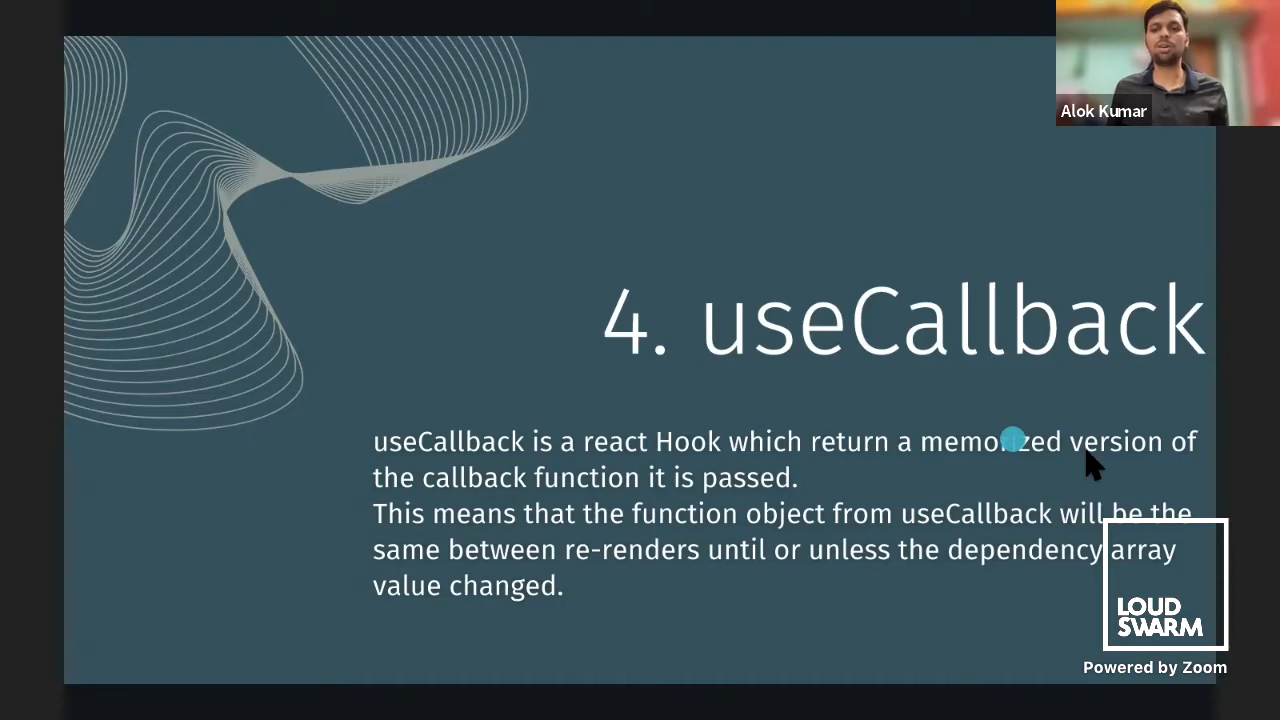 Alok Kumar
4. useCallback
useCallback is a react Hook which return a memorized version of
the callback function it is passed.
This means that the function object from useCallback will be the
same between re-renders until or unless the dependency array
value changed.
LOUD
SWARM
Powered by Zoom